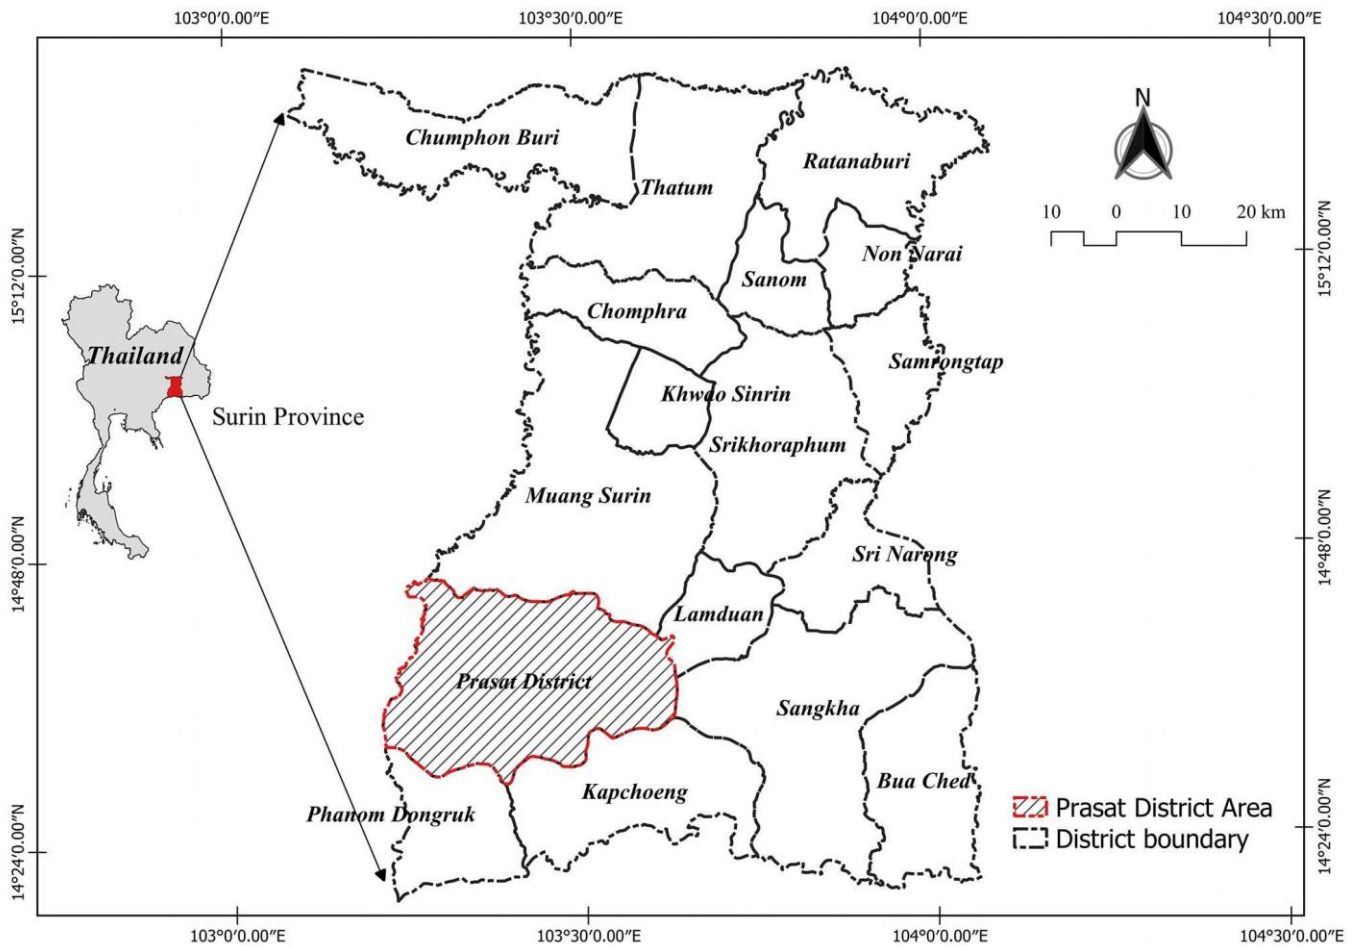 103°0′0.00″E 103°30′0.00″E 104°0′0.00″E 104°30′0.00″E
N
Chumphon Buri
Ratanaburi
Thatum
10 0 10 20 km
15°12′0.00″N
15°12′0.00″N
Non Narai
Sanom
Chomphra
Thailand
Samrongtap
Khwao Sinrin
Surin Province
Srikhoraphum
Muang Surin
14°48′0.00″N
14°48′0.00″N
Sri Narong
Lamduan
Prasat District
Sangkha
Bua Ched
Kapchoeng
Phanom Dongruk
Prasat District Area
District boundary
14°24′0.00″N
14°24′0.00″N
103°0′0.00″E 103°30′0.00″E 104°0′0.00″E 104°30′0.00″E